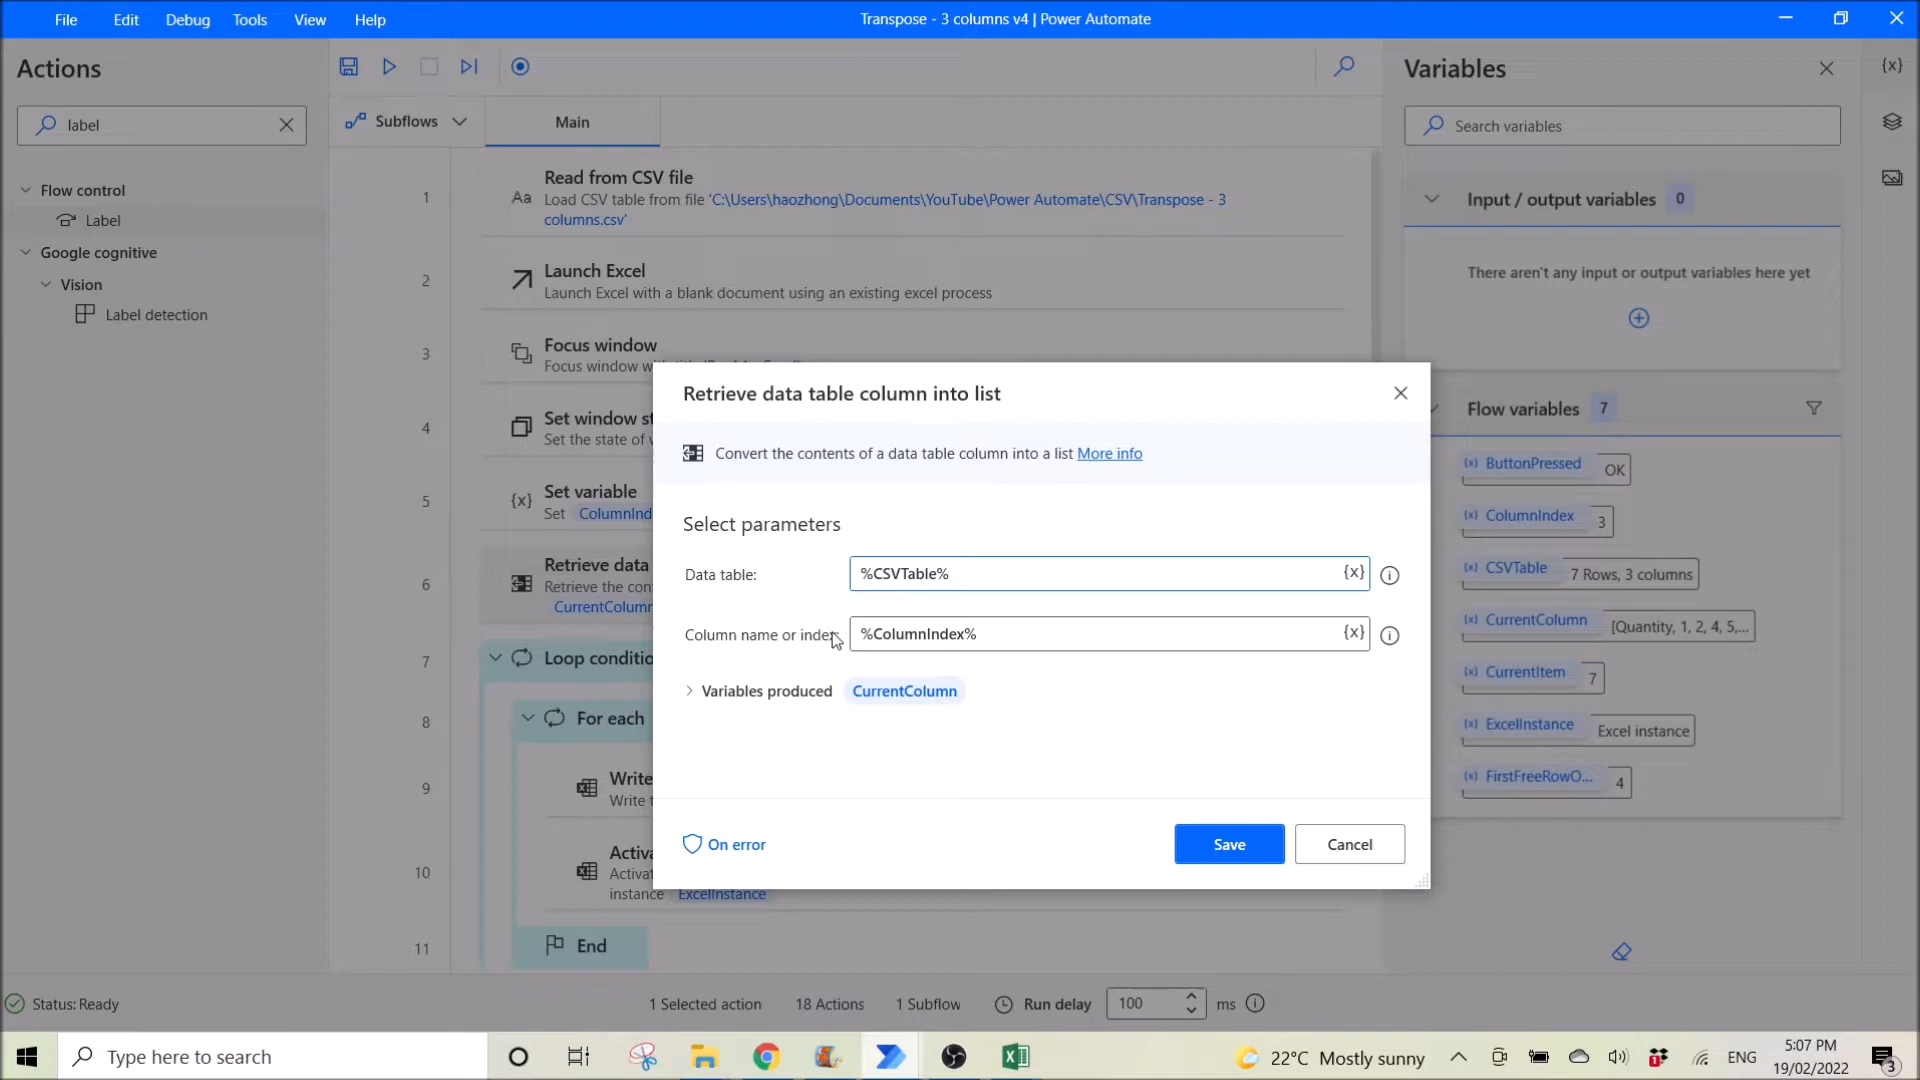 File
Edit
Debug
Tools
View
Help
Transpose - 3 columns v4 | Power Automate
Actions
label
Flow control
Label
Google cognitive
Vision
Label detection
Subflows
Main
1
Aa
Read from CSV file
Load CSV table from file 'C:\Users\haozhong\Documents\YouTube\Power Automate\CSV\Transpose - 3
columns.csv'
2
Launch Excel
Launch Excel with a blank document using an existing excel process
3
Focus window
Focus window
4
Set window st
Set the state of
5
{x}
Set variable
Set ColumnInd
6
Retrieve data
Retrieve the con
CurrentColumn
7
Loop conditio
8
For each
9
Write
Write
10
Activa
Activat
instance ExcelInstance
11
End
Retrieve data table column into list
Convert the contents of a data table column into a list More info
Select parameters
Data table:
%CSVTable%
{x}
Column name or index
%ColumnIndex%
{x}
Variables produced
CurrentColumn
On error
Save
Cancel
Variables
{x}
Search variables
Input / output variables 0
There aren't any input or output variables here yet
Flow variables 7
{x} ButtonPressed OK
{x} ColumnIndex 3
{x} CSVTable 7 Rows, 3 columns
{x} CurrentColumn [Quantity, 1, 2, 4, 5,...
{x} CurrentItem 7
{x} ExcelInstance Excel instance
{x} FirstFreeRowO... 4
Status: Ready
1 Selected action
18 Actions
1 Subflow
Run delay
100
ms
Type here to search
22°C Mostly sunny
ENG
5:07 PM
19/02/2022
3